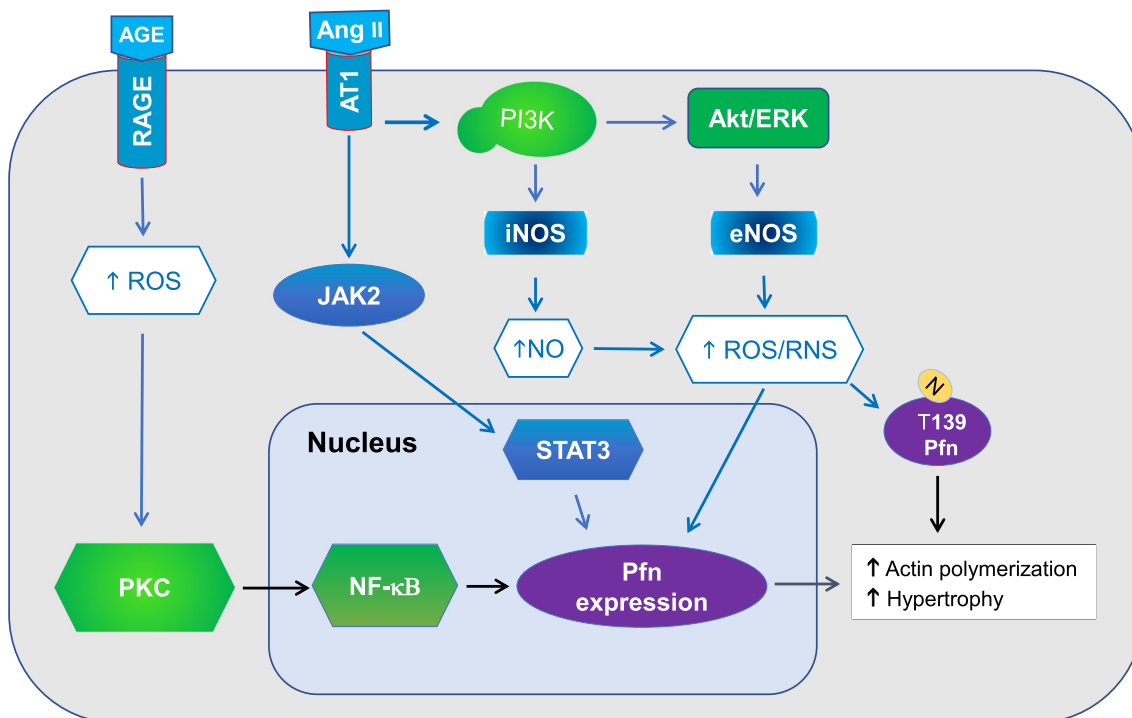 AGE
RAGE
Ang II
AT1
PI3K
Akt/ERK
iNOS
eNOS
↑ ROS
JAK2
↑NO
↑ ROS/RNS
N
T139
Pfn
Nucleus
STAT3
PKC
NF-κB
Pfn
expression
↑ Actin polymerization
↑ Hypertrophy